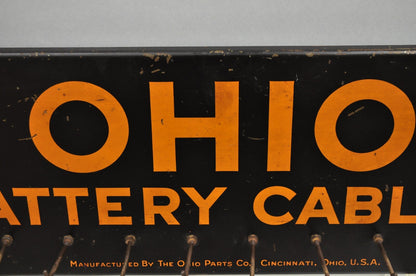 OHIO
ATTERY CABL
MANUFACTURED BY THE OHIO PARTS CO., CINCINNATI, OHIO, U.S.A.